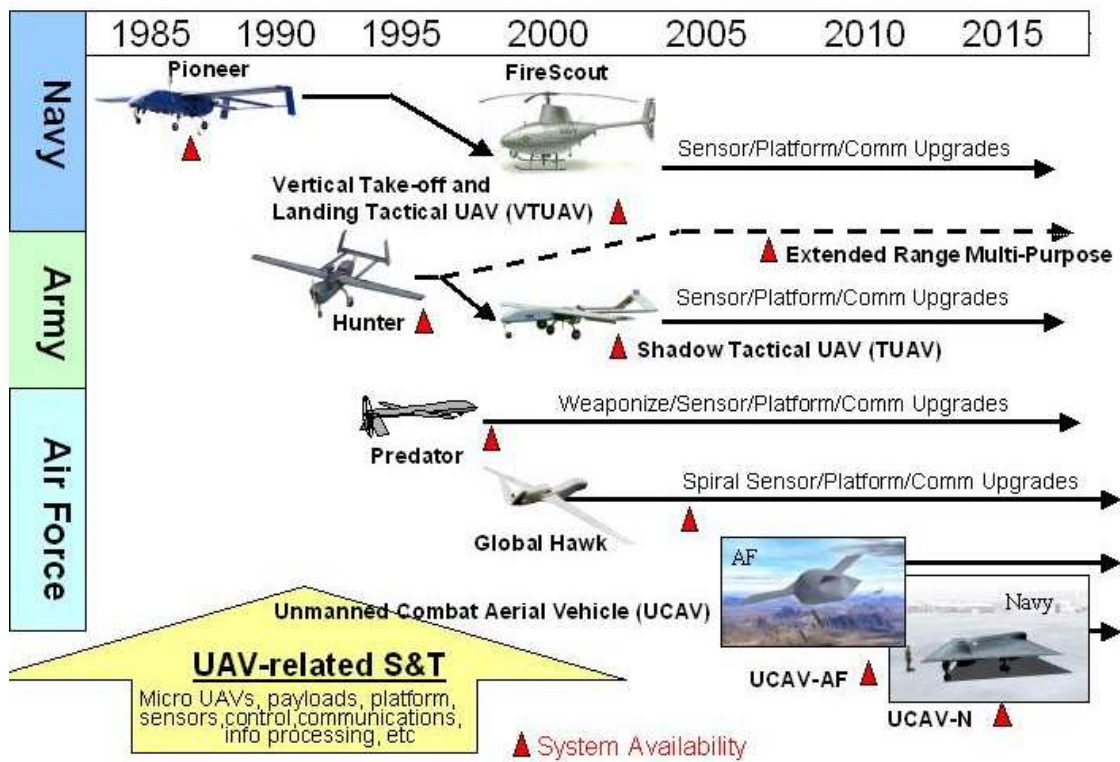 1985 1990 1995 2000 2005 2010 2015
Navy
Pioneer
FireScout
Sensor/Platform/Comm Upgrades
Vertical Take-off and
Landing Tactical UAV (VTUAV)
Army
Extended Range Multi-Purpose
Hunter
Sensor/Platform/Comm Upgrades
Shadow Tactical UAV (TUAV)
Air Force
Weaponize/Sensor/Platform/Comm Upgrades
Predator
Spiral Sensor/Platform/Comm Upgrades
Global Hawk
AF
Unmanned Combat Aerial Vehicle (UCAV)
Navy
UCAV-AF
UCAV-N
UAV-related S&T
Micro UAVs, payloads, platform,
sensors,control,communications,
info processing, etc
System Availability